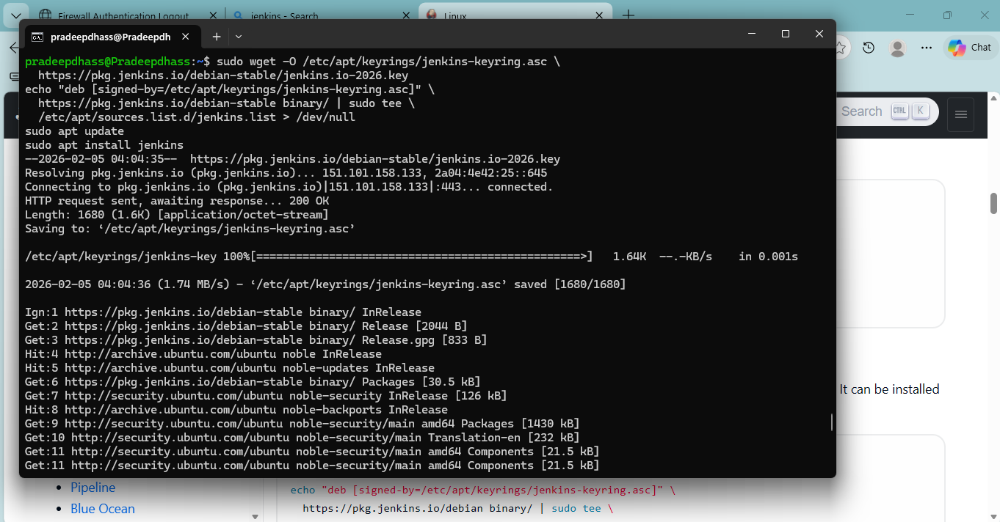 Firewall Authentication Logout
jenkins - Search
Linux
pradeepdhass@Pradeepdh
Chat
pradeepdhass@Pradeepdhass:~$ sudo wget -O /etc/apt/keyrings/jenkins-keyring.asc \
  https://pkg.jenkins.io/debian-stable/jenkins.io-2026.key
echo "deb [signed-by=/etc/apt/keyrings/jenkins-keyring.asc]" \
  https://pkg.jenkins.io/debian-stable binary/ | sudo tee \
  /etc/apt/sources.list.d/jenkins.list > /dev/null
sudo apt update
sudo apt install jenkins
--2026-02-05 04:04:35--  https://pkg.jenkins.io/debian-stable/jenkins.io-2026.key
Resolving pkg.jenkins.io (pkg.jenkins.io)... 151.101.158.133, 2a04:4e42:25::645
Connecting to pkg.jenkins.io (pkg.jenkins.io)|151.101.158.133|:443... connected.
HTTP request sent, awaiting response... 200 OK
Length: 1680 (1.6K) [application/octet-stream]
Saving to: ‘/etc/apt/keyrings/jenkins-keyring.asc’
/etc/apt/keyrings/jenkins-key 100%[=================================================>]   1.64K  --.-KB/s    in 0.001s
2026-02-05 04:04:36 (1.74 MB/s) - ‘/etc/apt/keyrings/jenkins-keyring.asc’ saved [1680/1680]
Ign:1 https://pkg.jenkins.io/debian-stable binary/ InRelease
Get:2 https://pkg.jenkins.io/debian-stable binary/ Release [2044 B]
Get:3 https://pkg.jenkins.io/debian-stable binary/ Release.gpg [833 B]
Hit:4 http://archive.ubuntu.com/ubuntu noble InRelease
Hit:5 http://archive.ubuntu.com/ubuntu noble-updates InRelease
Get:6 https://pkg.jenkins.io/debian-stable binary/ Packages [30.5 kB]
Get:7 http://security.ubuntu.com/ubuntu noble-security InRelease [126 kB]
Hit:8 http://archive.ubuntu.com/ubuntu noble-backports InRelease
Get:9 http://security.ubuntu.com/ubuntu noble-security/main amd64 Packages [1430 kB]
Get:10 http://security.ubuntu.com/ubuntu noble-security/main Translation-en [232 kB]
Get:11 http://security.ubuntu.com/ubuntu noble-security/main amd64 Components [21.5 kB]
Get:11 http://security.ubuntu.com/ubuntu noble-security/main amd64 Components [21.5 kB]
Search CTRL K
It can be installed
Pipeline
Blue Ocean
echo "deb [signed-by=/etc/apt/keyrings/jenkins-keyring.asc]" \
  https://pkg.jenkins.io/debian binary/ | sudo tee \